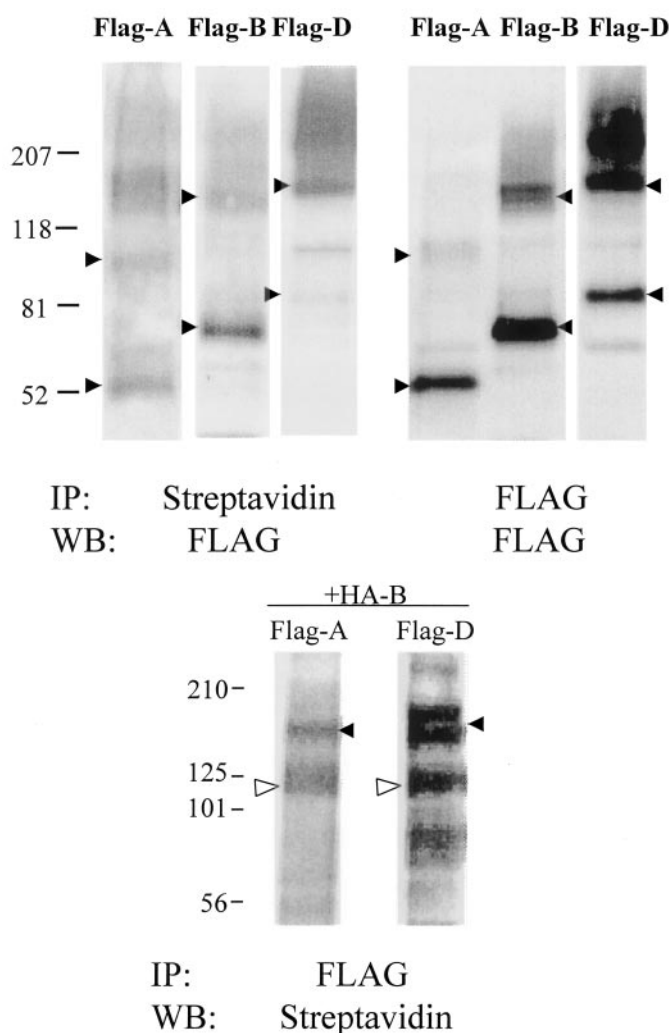 Flag-A Flag-B Flag-D Flag-A Flag-B Flag-D
207
118
81
52
IP: Streptavidin FLAG
WB: FLAG FLAG
+HA-B
Flag-A Flag-D
210
125
101
56
IP: FLAG
WB: Streptavidin